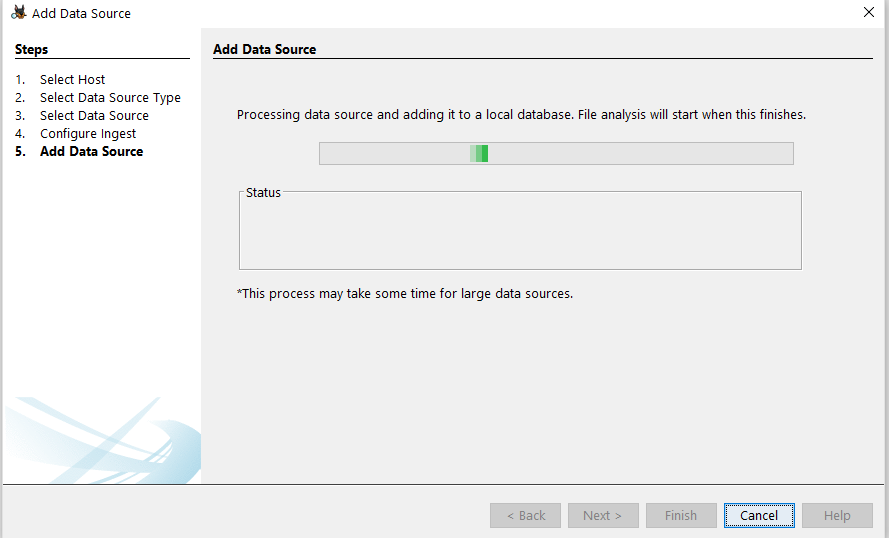 Add Data Source
Steps
1. Select Host
2. Select Data Source Type
3. Select Data Source
4. Configure Ingest
5. Add Data Source
Add Data Source
Processing data source and adding it to a local database. File analysis will start when this finishes.
Status
*This process may take some time for large data sources.
< Back
Next >
Finish
Cancel
Help